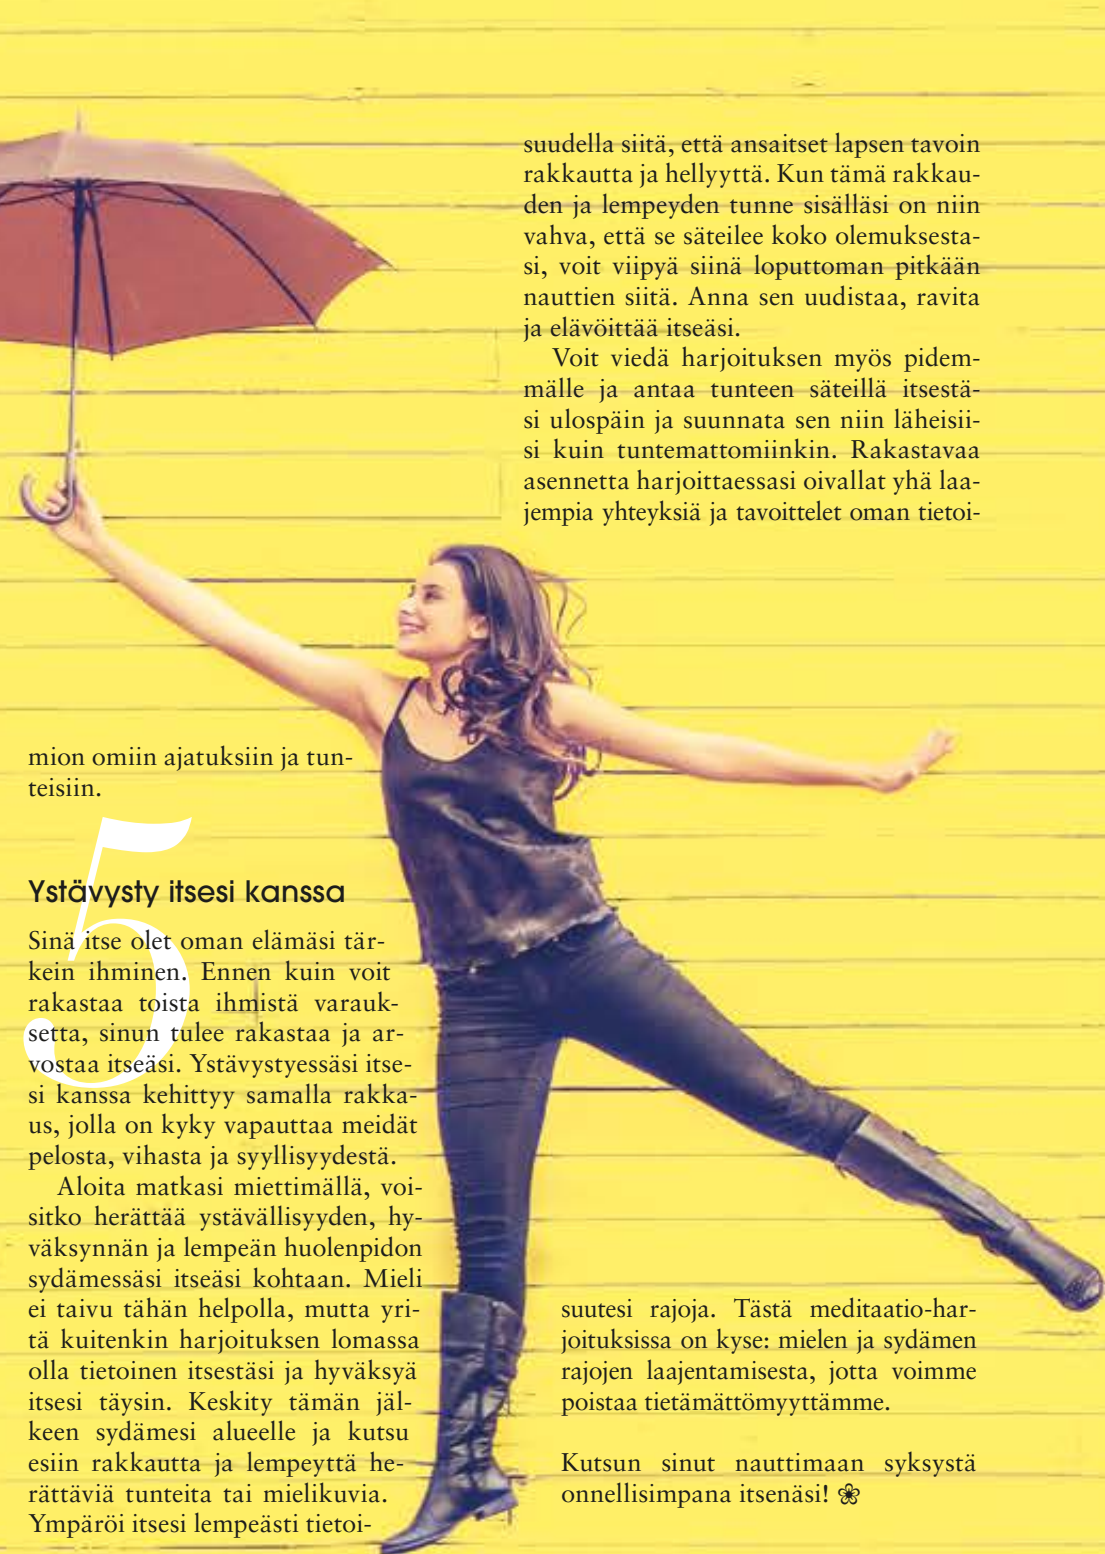 mion omiin ajatuksiin ja tun-
teisiin.
5
Ystävysty itsesi kanssa
Sinä itse olet oman elämäsi tär-
kein ihminen. Ennen kuin voit
rakastaa toista ihmistä varauk-
setta, sinun tulee rakastaa ja ar-
vostaa itseäsi. Ystävystyessäsi itse-
si kanssa kehittyy samalla rakka-
us, jolla on kyky vapauttaa meidät
pelosta, vihasta ja syyllisyydestä.
Aloita matkasi miettimällä, voi-
sitko herättää ystävällisyyden, hy-
väksynnän ja lempeän huolenpidon
sydämessäsi itseäsi kohtaan. Mieli
ei taivu tähän helpolla, mutta yri-
tä kuitenkin harjoituksen lomassa
olla tietoinen itsestäsi ja hyväksyä
itsesi täysin. Keskity tämän jäl-
keen sydämesi alueelle ja kutsu
esiin rakkautta ja lempeyttä he-
rättäviä tunteita tai mielikuvia.
Ympäröi itsesi lempeästi tietoi-
suudella siitä, että ansaitset lapsen tavoin
rakkautta ja hellyyttä. Kun tämä rakkau-
den ja lempeyden tunne sisälläsi on niin
vahva, että se säteilee koko olemuksesta-
si, voit viipyä siinä loputtoman pitkään
nauttien siitä. Anna sen uudistaa, ravita
ja elävöittää itseäsi.
Voit viedä harjoituksen myös pidem-
mälle ja antaa tunteen säteillä itsestä-
si ulospäin ja suunnata sen niin läheisii-
si kuin tuntemattomiinkin. Rakastavaa
asennetta harjoittaessasi oivallat yhä laa-
jempia yhteyksiä ja tavoittelet oman tietoi-
suutesi rajoja. Tästä meditaatio-har-
joituksissa on kyse: mielen ja sydämen
rajojen laajentamisesta, jotta voimme
poistaa tietämättömyyttämme.
Kutsun sinut nauttimaan syksystä
onnellisimpana itsenäsi! ❀